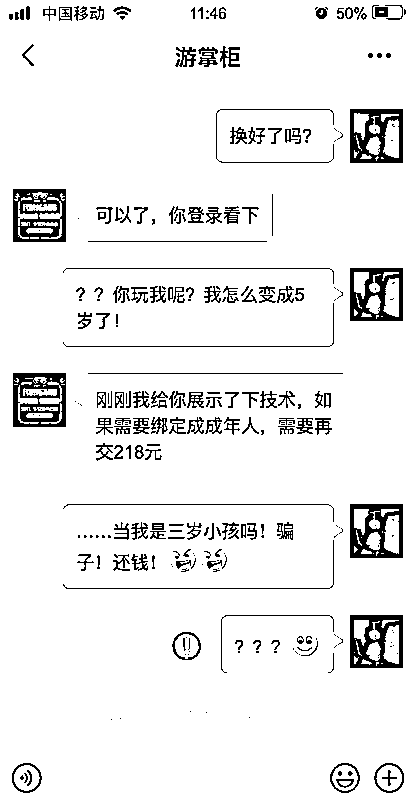 中国移动 11:46 50%
游掌柜
换好了吗？
可以了，你登录看下
？？你玩我呢？我怎么变成5
岁了！
刚刚我给你展示了下技术，如
果需要绑定成成年人，需要再
交218元
……当我是三岁小孩吗！骗
子！还钱！
？？？